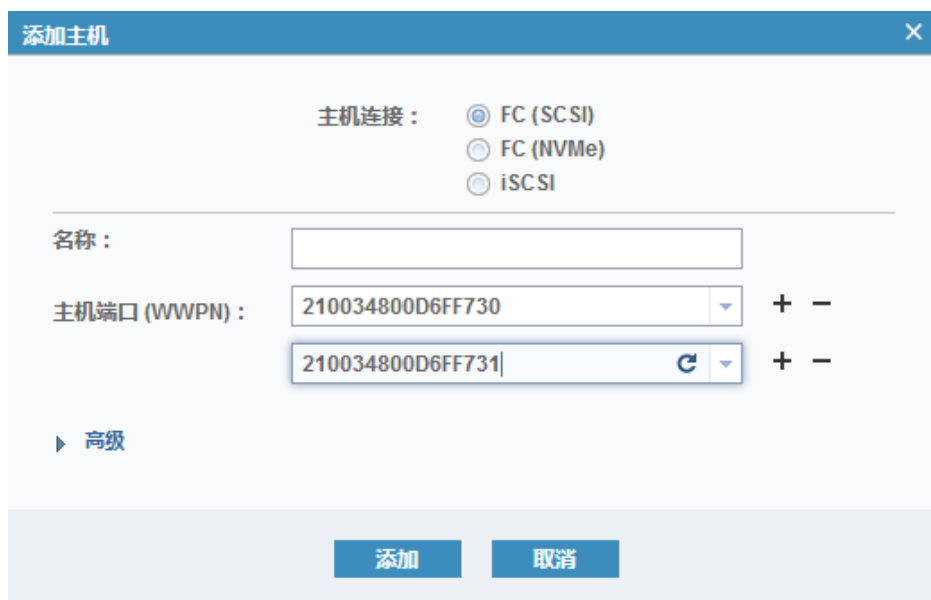 添加主机
主机连接： FC (SCSI)
FC (NVMe)
iSCSI
名称：
主机端口 (WWPN)： 210034800D6FF730
210034800D6FF731
高级
添加 取消